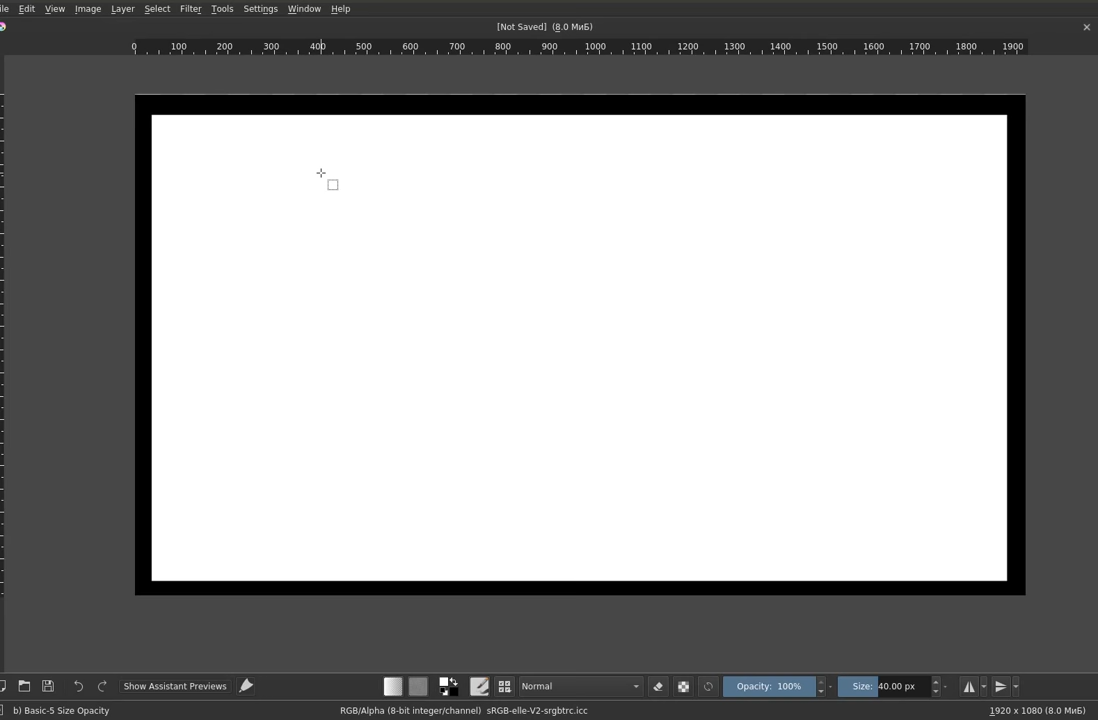 Edit View Image Layer Select Filter Tools Settings Window Help
[Not Saved] (8.0 МиБ)
0 100 200 300 400 500 600 700 800 900 1000 1100 1200 1300 1400 1500 1600 1700 1800 1900
Show Assistant Previews Normal Opacity: 100% Size: 40.00 px
b) Basic-5 Size Opacity RGB/Alpha (8-bit integer/channel) sRGB-elle-V2-srgbtrc.icc 1920 x 1080 (8.0 МиБ)